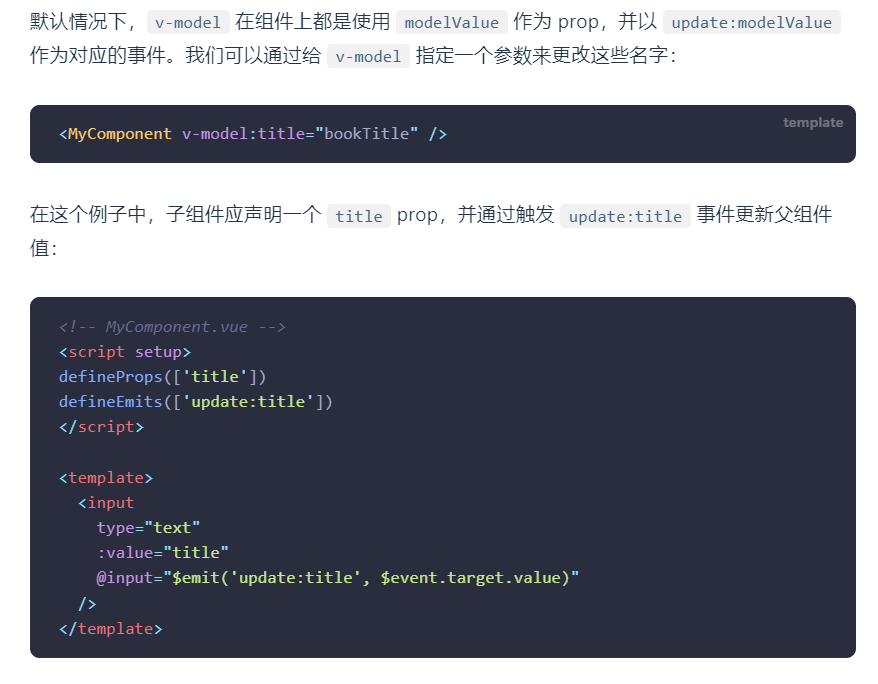 默认情况下，v-model 在组件上都是使用 modelValue 作为 prop，并以 update:modelValue
作为对应的事件。我们可以通过给 v-model 指定一个参数来更改这些名字：
template
<MyComponent v-model:title="bookTitle" />
在这个例子中，子组件应声明一个 title prop，并通过触发 update:title 事件更新父组件
值：
<!-- MyComponent.vue -->
<script setup>
defineProps(['title'])
defineEmits(['update:title'])
</script>
<template>
  <input
    type="text"
    :value="title"
    @input="$emit('update:title', $event.target.value)"
  />
</template>